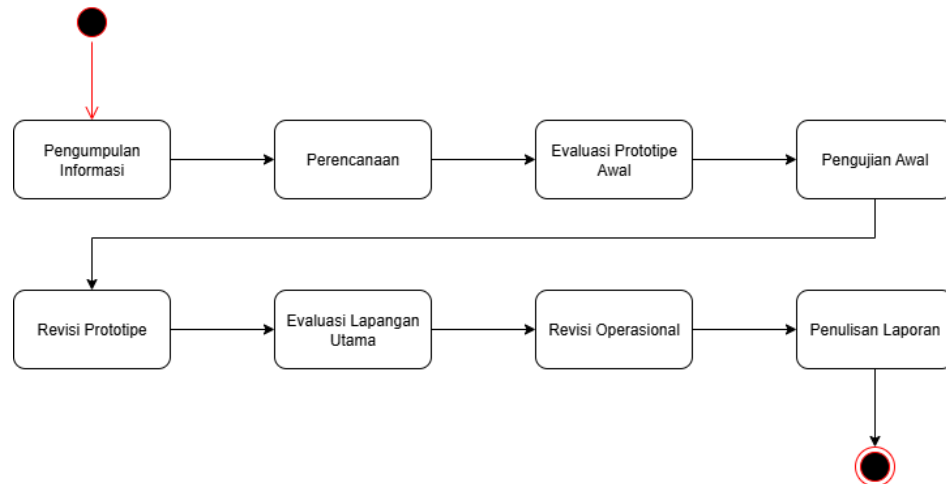 Pengumpulan
Informasi
Perencanaan
Evaluasi Prototipe
Awal
Pengujian Awal
Revisi Prototipe
Evaluasi Lapangan
Utama
Revisi Operasional
Penulisan Laporan